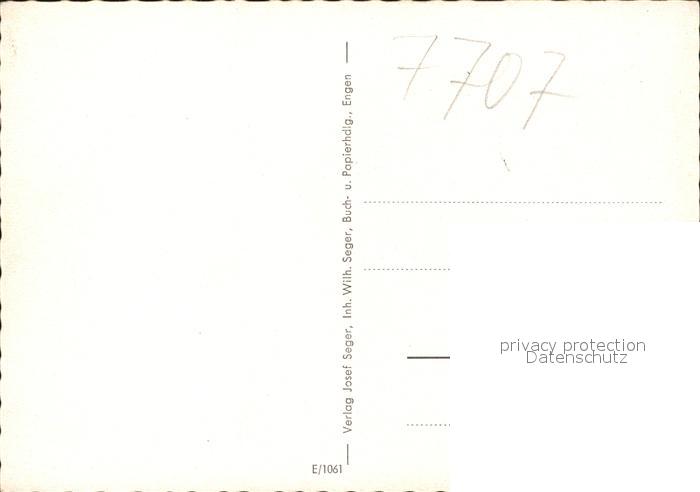 7707
Verlag Josef Seger, Inh. Wilh. Seger, Buch- u. Papierhdlg., Engen
E/1061
privacy protection
Datenschutz